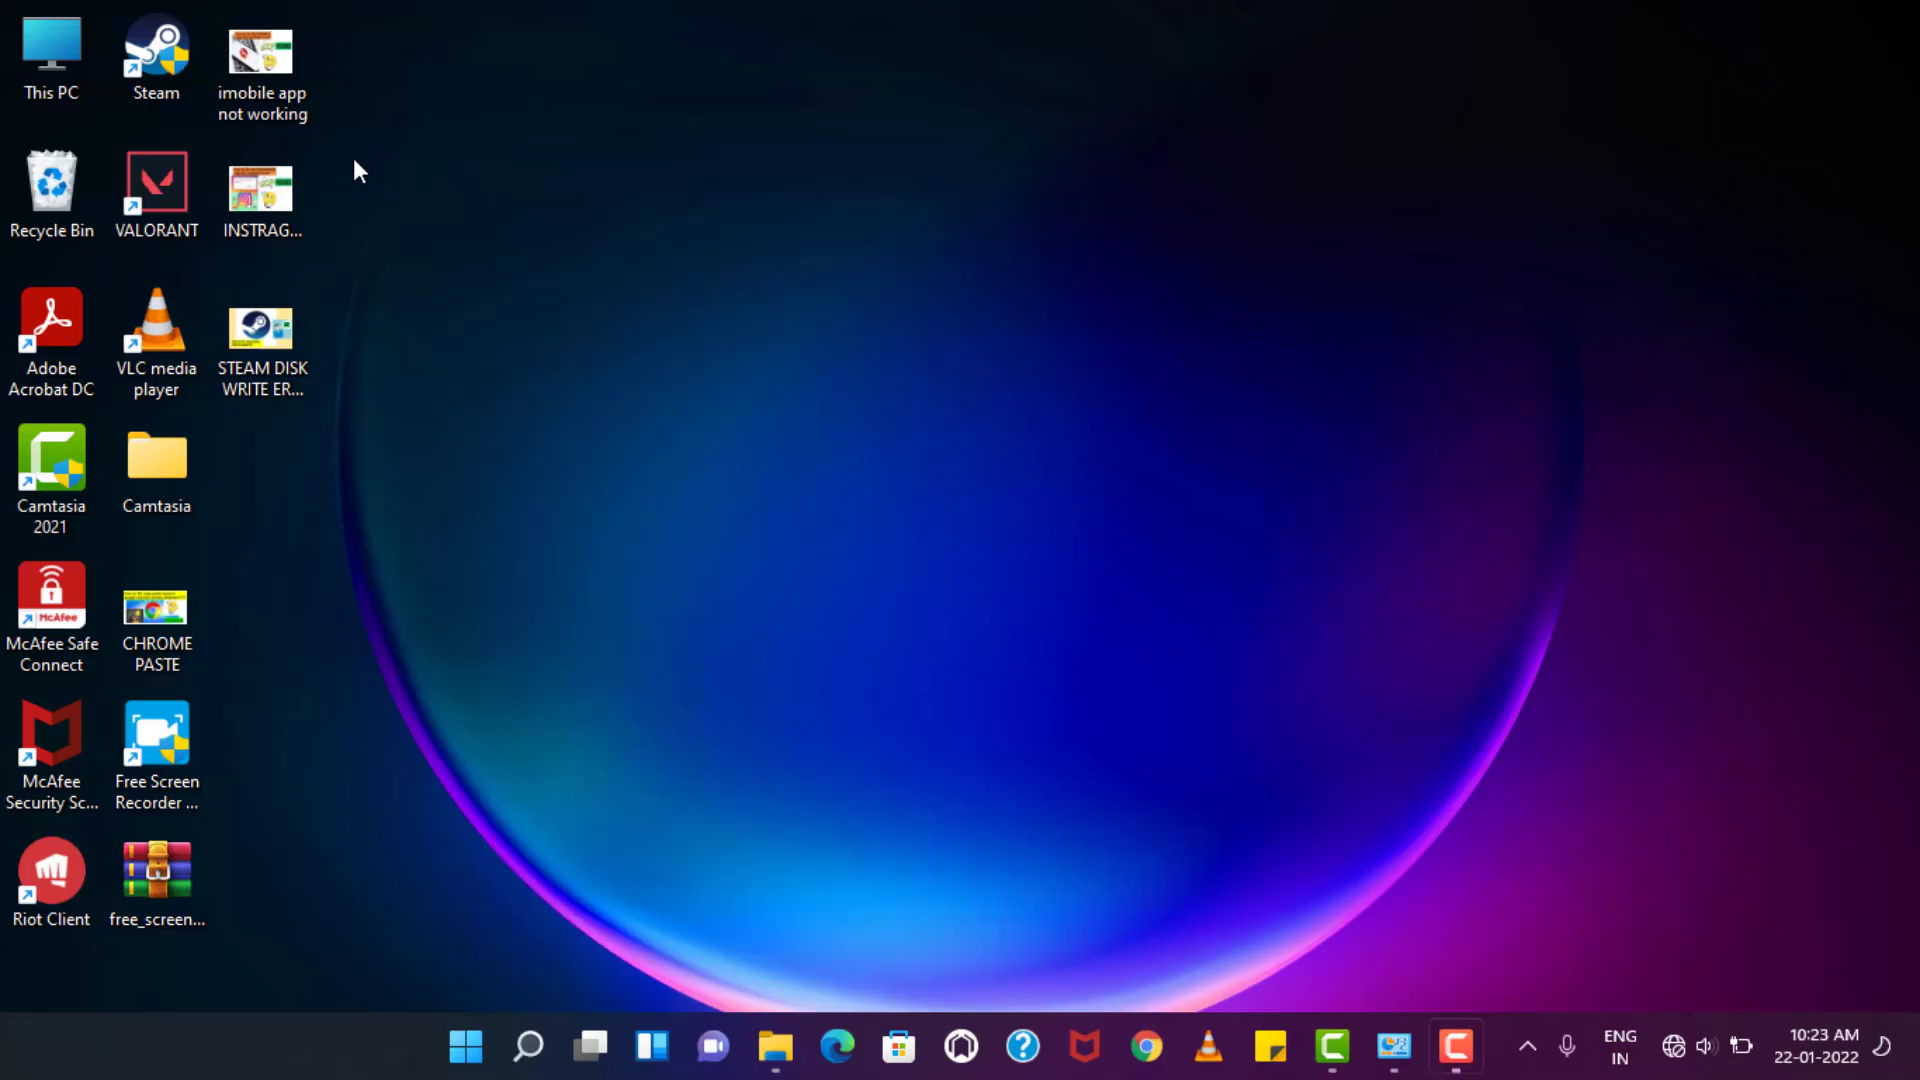 This PC
Steam
imobile app
not working
Recycle Bin
VALORANT
INSTRAG...
Adobe
Acrobat DC
VLC media
player
STEAM DISK
WRITE ER...
Camtasia
2021
Camtasia
McAfee
McAfee Safe
Connect
CHROME
PASTE
McAfee
Security Sc...
Free Screen
Recorder ...
Riot Client
free_screen...
ENG
IN
10:23 AM
22-01-2022